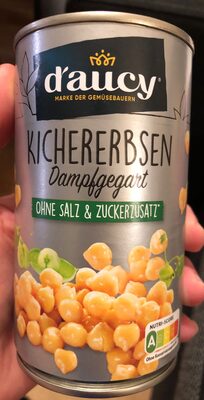 d'aucy
MARKE DER GEMÜSEBAUERN
KICHERERBSEN
Dampfgegart
OHNE SALZ & ZUCKERZUSATZ*
NUTRI-SCORE
A